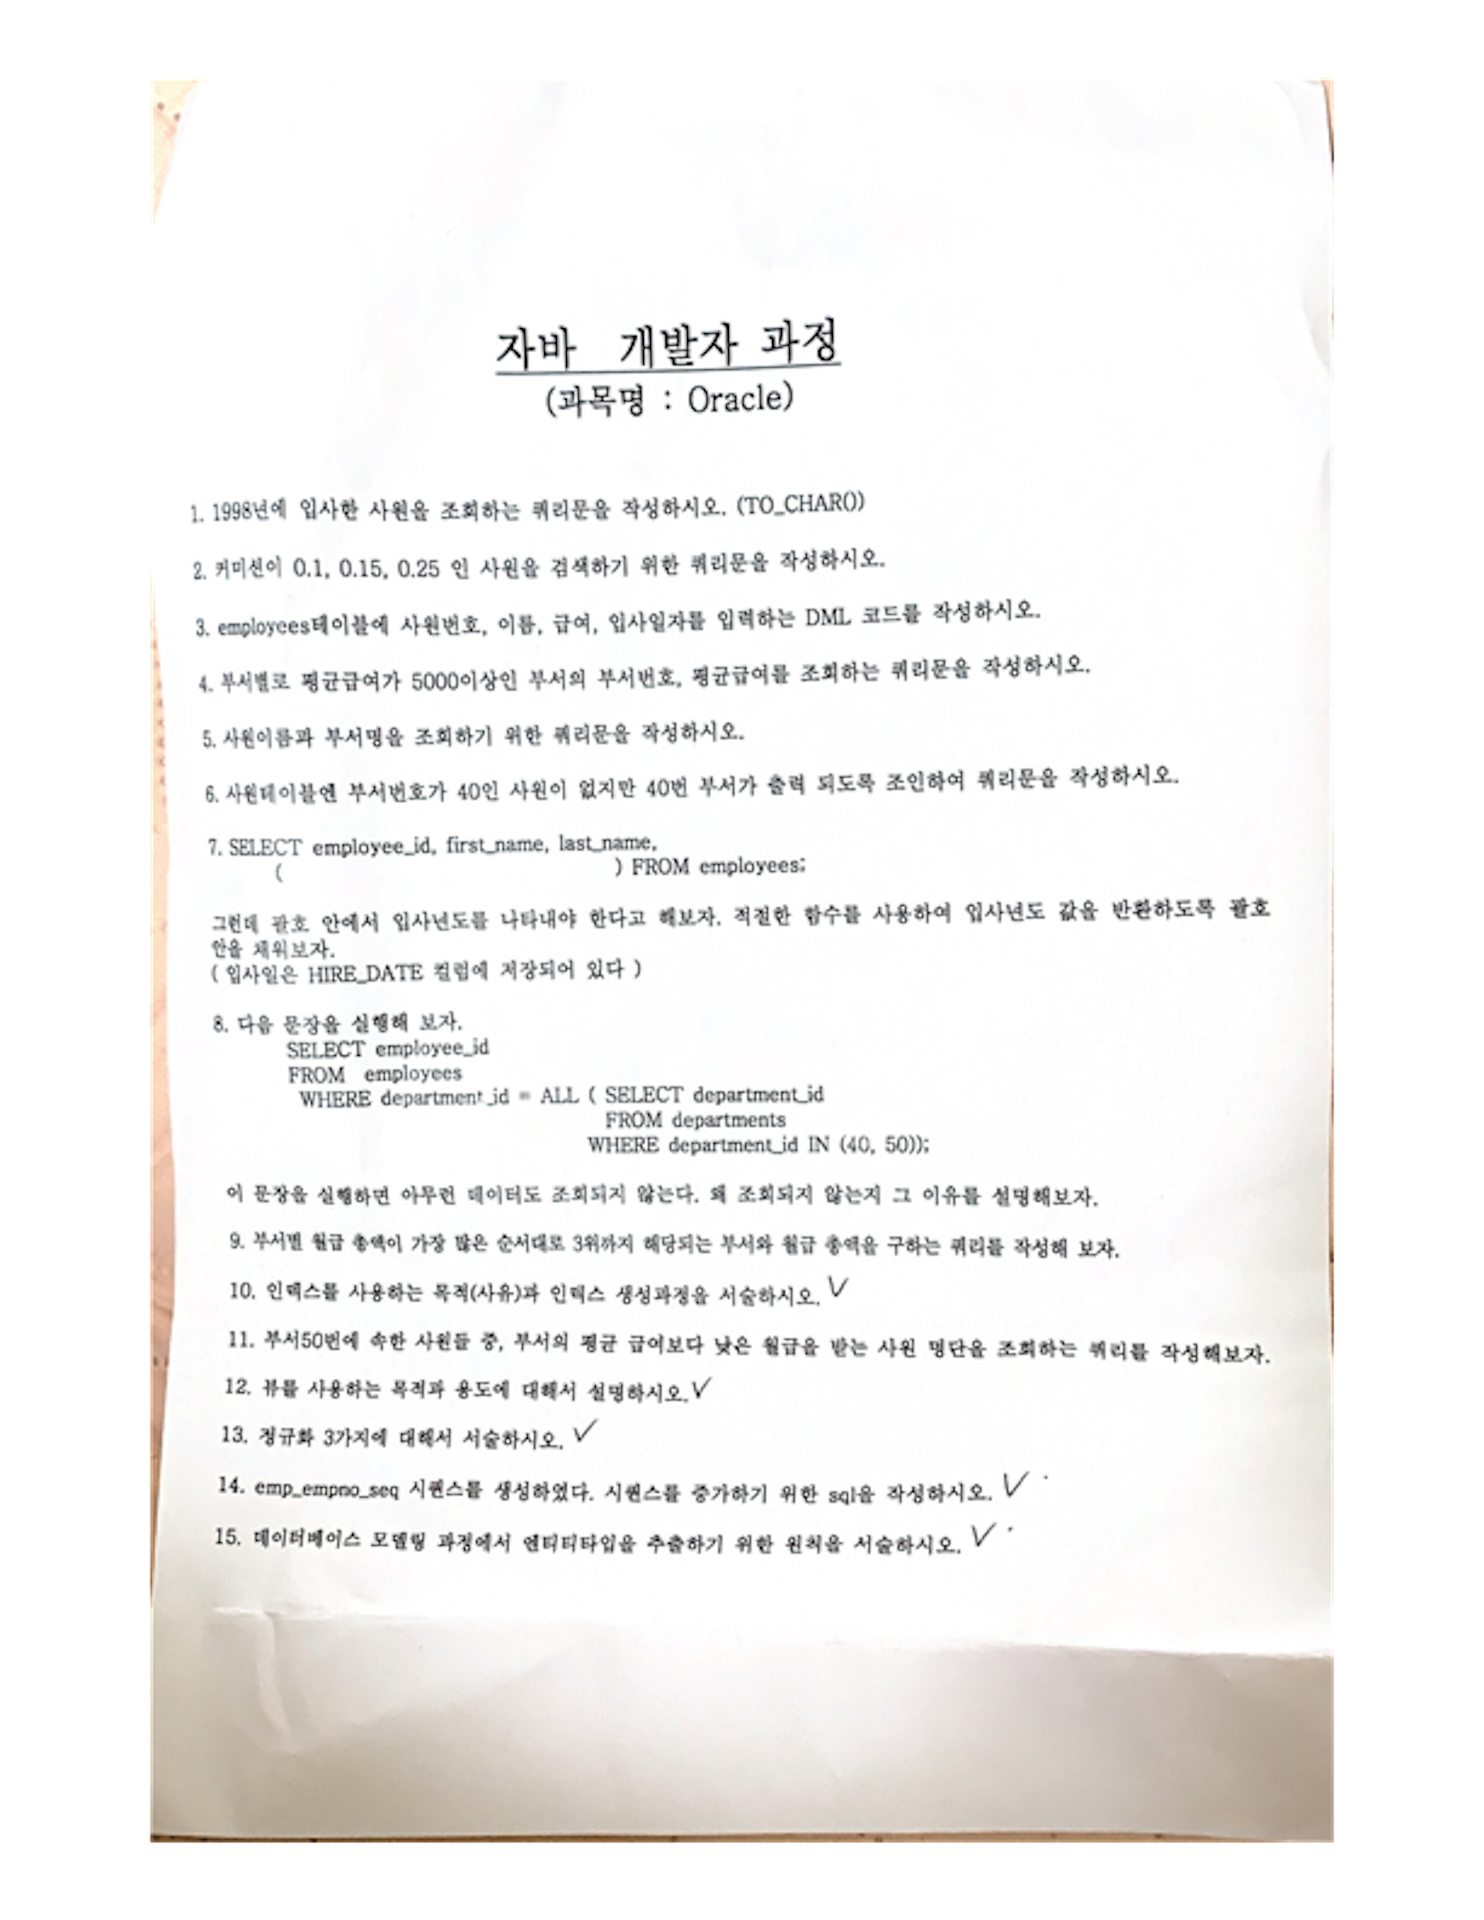 자바 개발자 과정
(과목명 : Oracle)
1. 1998년에 입사한 사원을 조회하는 쿼리문을 작성하시오. (TO_CHAR())
2. 커미션이 0.1, 0.15, 0.25 인 사원을 검색하기 위한 쿼리문을 작성하시오.
3. employees테이블에 사원번호, 이름, 급여, 입사일자를 입력하는 DML 코드를 작성하시오.
4. 부서별로 평균급여가 5000이상인 부서의 부서번호, 평균급여를 조회하는 쿼리문을 작성하시오.
5. 사원이름과 부서명을 조회하기 위한 쿼리문을 작성하시오.
6. 사원테이블엔 부서번호가 40인 사원이 없지만 40번 부서가 출력 되도록 조인하여 쿼리문을 작성하시오.
7. SELECT employee_id, first_name, last_name,
( ) FROM employees;
그런데 괄호 안에서 입사년도를 나타내야 한다고 해보자. 적절한 함수를 사용하여 입사년도 값을 반환하도록 괄호
안을 채워보자.
( 입사일은 HIRE_DATE 컬럼에 저장되어 있다 )
8. 다음 문장을 실행해 보자.
SELECT employee_id
FROM employees
WHERE department_id = ALL ( SELECT department_id
FROM departments
WHERE department_id IN (40, 50));
이 문장을 실행하면 아무런 데이터도 조회되지 않는다. 왜 조회되지 않는지 그 이유를 설명해보자.
9. 부서별 월급 총액이 가장 많은 순서대로 3위까지 해당되는 부서와 월급 총액을 구하는 쿼리를 작성해 보자.
10. 인덱스를 사용하는 목적(사유)과 인덱스 생성과정을 서술하시오. V
11. 부서50번에 속한 사원들 중, 부서의 평균 급여보다 낮은 월급을 받는 사원 명단을 조회하는 쿼리를 작성해보자.
12. 뷰를 사용하는 목적과 용도에 대해서 설명하시오. V
13. 정규화 3가지에 대해서 서술하시오. V
14. emp_empno_seq 시퀀스를 생성하였다. 시퀀스를 증가하기 위한 sql을 작성하시오. V
15. 데이터베이스 모델링 과정에서 엔티티타입을 추출하기 위한 원칙을 서술하시오. V